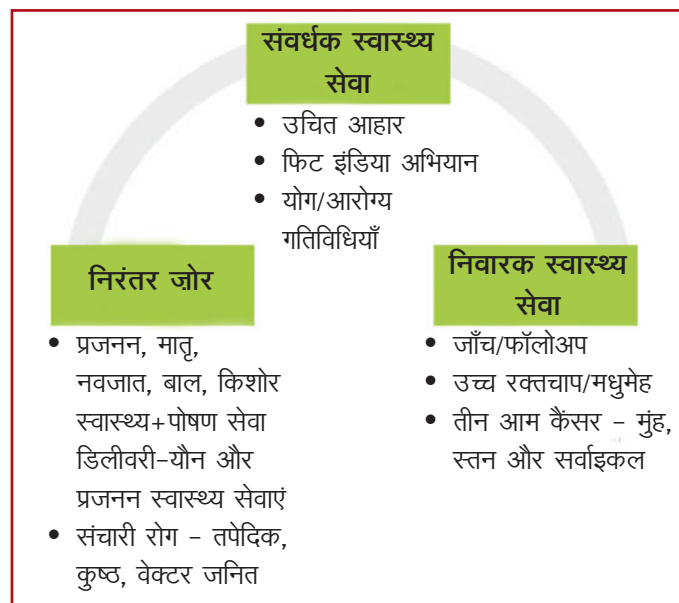 संवर्धक स्वास्थ्य
सेवा
• उचित आहार
• फिट इंडिया अभियान
• योग/आरोग्य
गतिविधियाँ
निरंतर ज़ोर
• प्रजनन, मातृ,
नवजात, बाल, किशोर
स्वास्थ्य+पोषण सेवा
डिलीवरी-यौन और
प्रजनन स्वास्थ्य सेवाएं
• संचारी रोग - तपेदिक,
कुष्ठ, वेक्टर जनित
निवारक स्वास्थ्य
सेवा
• जाँच/फॉलोअप
• उच्च रक्तचाप/मधुमेह
• तीन आम कैंसर - मुंह,
स्तन और सर्वाइकल